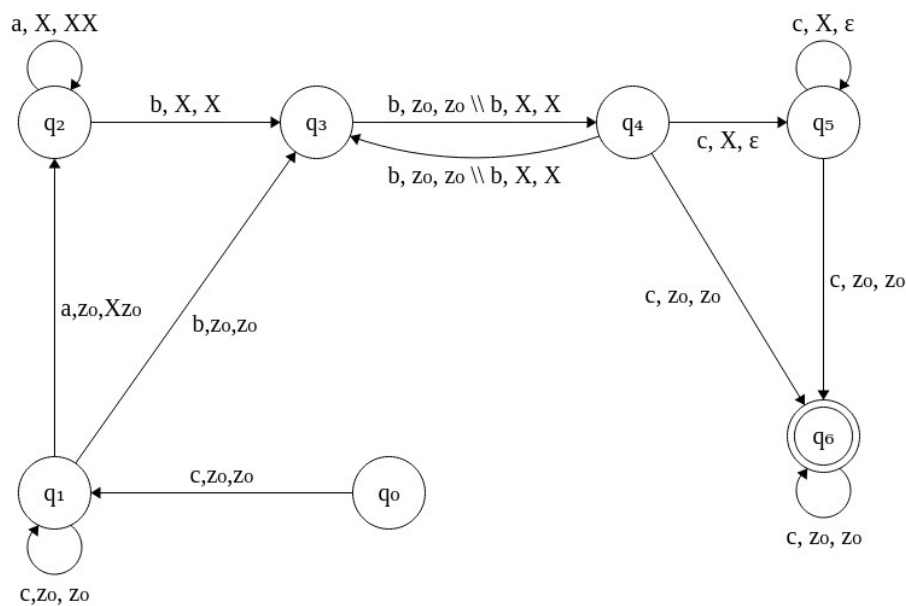 a, X, XX
c, X, ε
q₂
b, X, X
q₃
b, z₀, z₀ \\ b, X, X
q₄
c, X, ε
q₅
b, z₀, z₀ \\ b, X, X
a,z₀,Xz₀
b,z₀,z₀
c, z₀, z₀
c, z₀, z₀
q₆
q₁
c,z₀,z₀
q₀
c, z₀, z₀
c,z₀, z₀